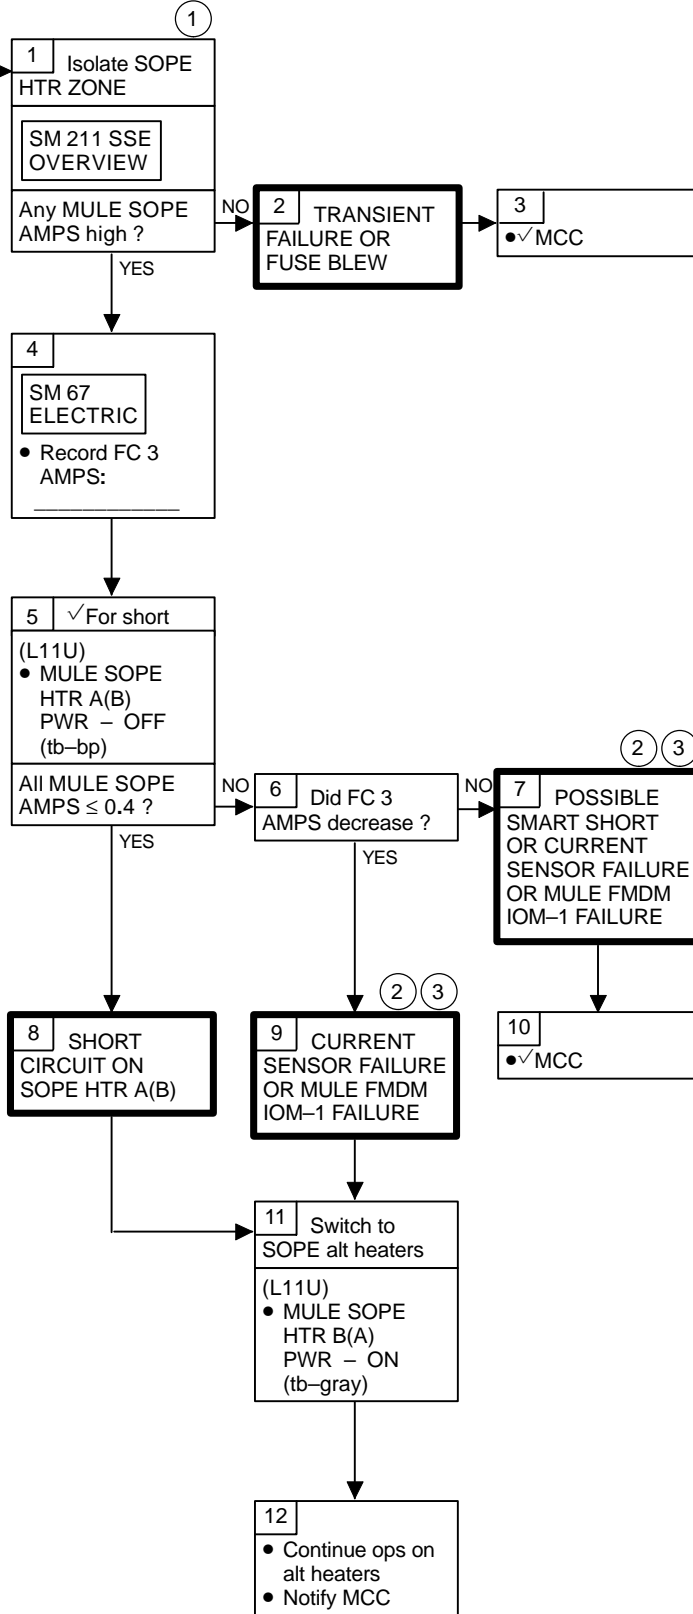 1
1 Isolate SOPE
HTR ZONE
SM 211 SSE
OVERVIEW
Any MULE SOPE
AMPS high ?
NO
YES
2 TRANSIENT
FAILURE OR
FUSE BLEW
3
●√MCC
4
SM 67
ELECTRIC
● Record FC 3
AMPS:
____________
5 √For short
(L11U)
● MULE SOPE
HTR A(B)
PWR – OFF
(tb–bp)
All MULE SOPE
AMPS ≤ 0.4 ?
NO
YES
6 Did FC 3
AMPS decrease ?
NO
YES
2 3
7 POSSIBLE
SMART SHORT
OR CURRENT
SENSOR FAILURE
OR MULE FMDM
IOM–1 FAILURE
8 SHORT
CIRCUIT ON
SOPE HTR A(B)
2 3
9 CURRENT
SENSOR FAILURE
OR MULE FMDM
IOM–1 FAILURE
10
●√MCC
11 Switch to
SOPE alt heaters
(L11U)
● MULE SOPE
HTR B(A)
PWR – ON
(tb–gray)
12
● Continue ops on
alt heaters
● Notify MCC